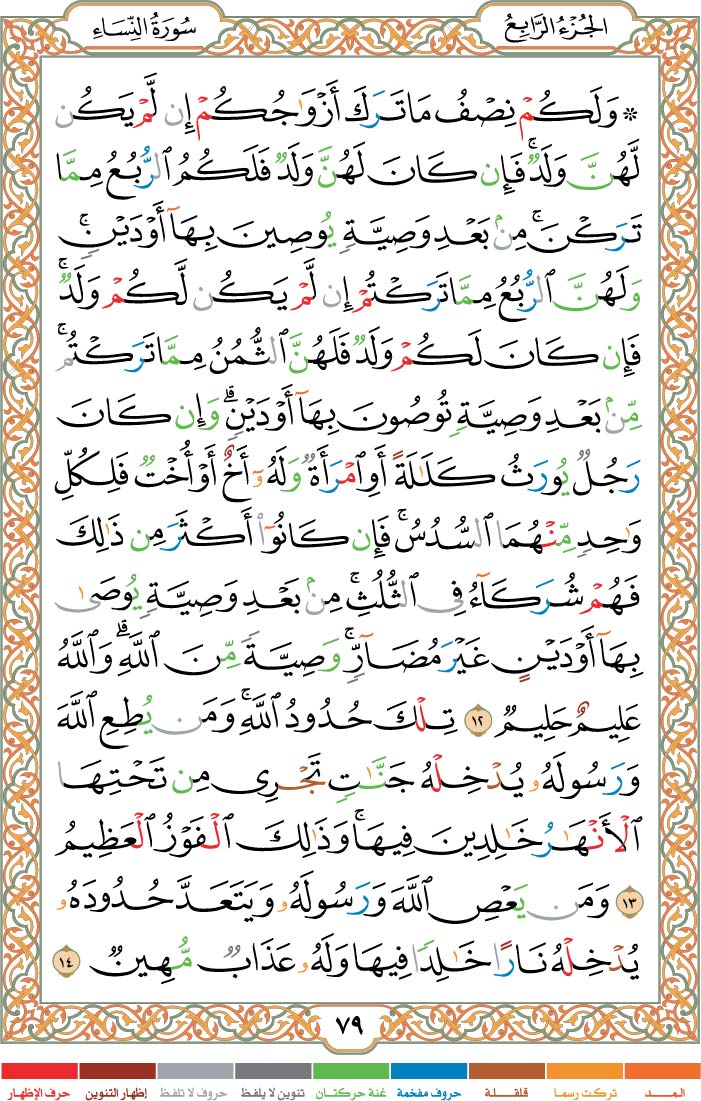 الجُزْءُ الرَّابِعُ
سُورَةُ النِّسَاءِ
۞ وَلَكُمْ نِصْفُ مَا تَرَكَ أَزْوَٰجُكُمْ إِن لَّمْ يَكُن
لَّهُنَّ وَلَدٌ ۚ فَإِن كَانَ لَهُنَّ وَلَدٌ فَلَكُمُ ٱلرُّبُعُ مِمَّا
تَرَكْنَ ۚ مِنۢ بَعْدِ وَصِيَّةٍ يُوصِينَ بِهَآ أَوْ دَيْنٍ ۚ
وَلَهُنَّ ٱلرُّبُعُ مِمَّا تَرَكْتُمْ إِن لَّمْ يَكُن لَّكُمْ وَلَدٌ ۚ
فَإِن كَانَ لَكُمْ وَلَدٌ فَلَهُنَّ ٱلثُّمُنُ مِمَّا تَرَكْتُم ۚ
مِّنۢ بَعْدِ وَصِيَّةٍ تُوصُونَ بِهَآ أَوْ دَيْنٍ ۗ وَإِن كَانَ
رَجُلٌ يُورَثُ كَلَٰلَةً أَوِ ٱمْرَأَةٌ وَلَهُۥٓ أَخٌ أَوْ أُخْتٌ فَلِكُلِّ
وَٰحِدٍ مِّنْهُمَا ٱلسُّدُسُ ۚ فَإِن كَانُوٓا۟ أَكْثَرَ مِن ذَٰلِكَ
فَهُمْ شُرَكَآءُ فِى ٱلثُّلُثِ ۚ مِنۢ بَعْدِ وَصِيَّةٍ يُوصَىٰ
بِهَآ أَوْ دَيْنٍ غَيْرَ مُضَآرٍّ ۚ وَصِيَّةً مِّنَ ٱللَّهِ ۗ وَٱللَّهُ
عَلِيمٌ حَلِيمٌ ١٢ تِلْكَ حُدُودُ ٱللَّهِ ۚ وَمَن يُطِعِ ٱللَّهَ
وَرَسُولَهُۥ يُدْخِلْهُ جَنَّٰتٍ تَجْرِى مِن تَحْتِهَا
ٱلْأَنْهَٰرُ خَٰلِدِينَ فِيهَا ۚ وَذَٰلِكَ ٱلْفَوْزُ ٱلْعَظِيمُ
١٣ وَمَن يَعْصِ ٱللَّهَ وَرَسُولَهُۥ وَيَتَعَدَّ حُدُودَهُۥ
يُدْخِلْهُ نَارًا خَٰلِدًا فِيهَا وَلَهُۥ عَذَابٌ مُّهِينٌ ١٤
٧٩
المـــد تركت رسما قلقـلة حروف مفخمة غنة حركتان تنوين لا يلفظ حروف لا تلفظ إظهار التنوين حرف الإظهار